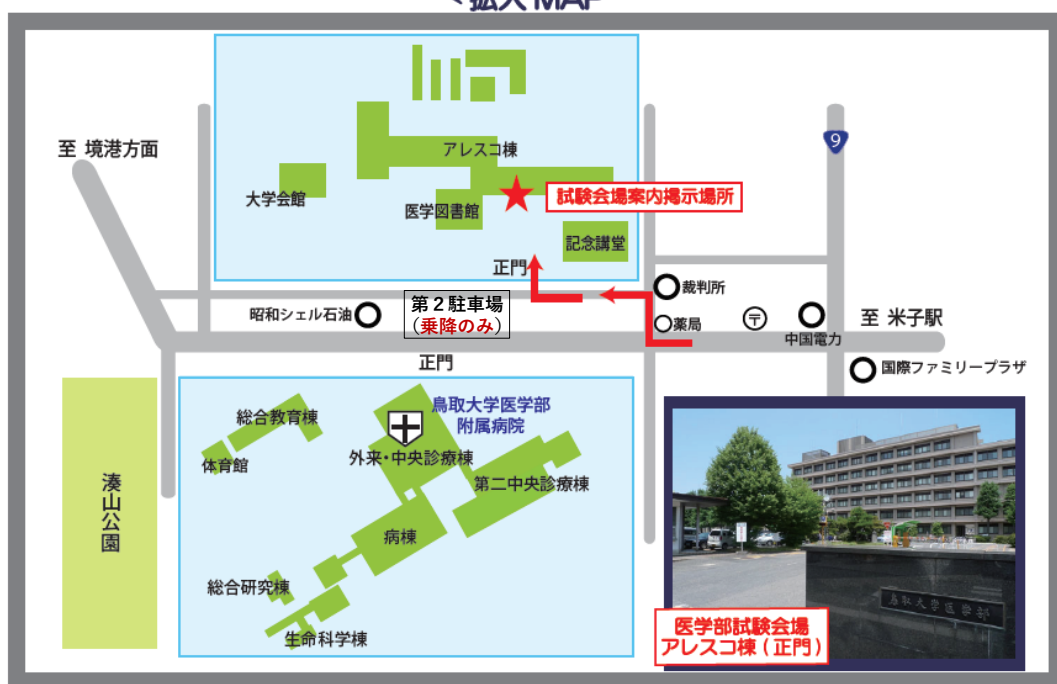 <拡大MAP>
至 境港方面
9
アレスコ棟
大学会館
医学図書館
試験会場案内掲示場所
記念講堂
正門
裁判所
第２駐車場
（乗降のみ）
昭和シェル石油
薬局
〒
中国電力
至 米子駅
正門
国際ファミリープラザ
鳥取大学医学部
附属病院
総合教育棟
体育館
外来・中央診療棟
第二中央診療棟
湊山公園
病棟
総合研究棟
生命科学棟
鳥取大学医学部
医学部試験会場
アレスコ棟(正門)